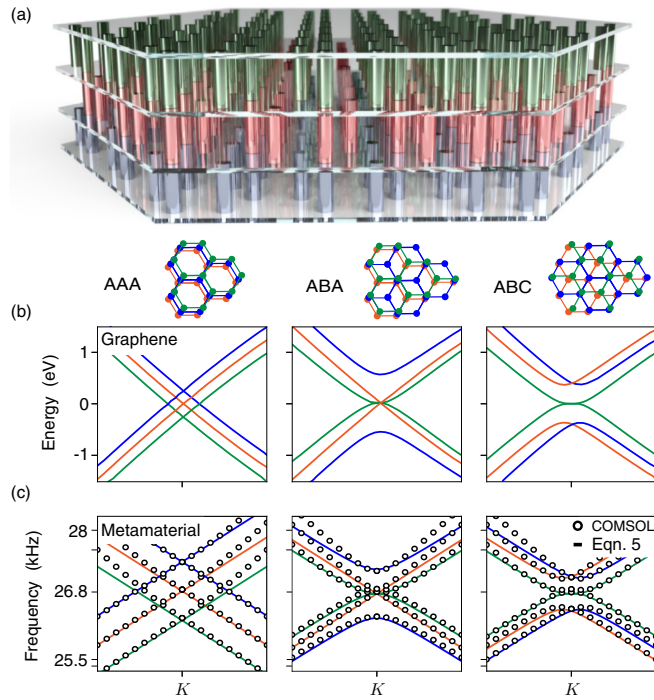 (a)
AAA
ABA
ABC
(b)
Graphene
Energy (eV)
1
0
-1
(c)
Metamaterial
COMSOL
Eqn. 5
Frequency (kHz)
28
26.8
25.5
K
K
K